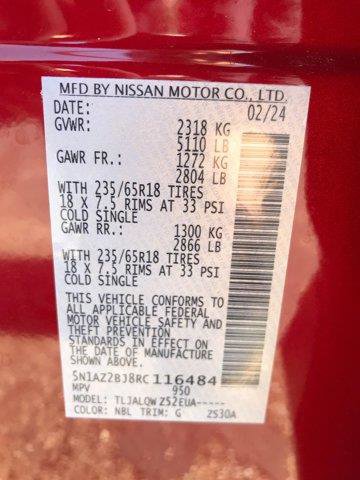 MFD BY NISSAN MOTOR CO., LTD.
DATE: 02/24
GVWR: 2318 KG
5110 LB
GAWR FR.: 1272 KG
2804 LB
WITH 235/65R18 TIRES
18 X 7.5 RIMS AT 33 PSI
COLD SINGLE
GAWR RR.: 1300 KG
2866 LB
WITH 235/65R18 TIRES
18 X 7.5 RIMS AT 33 PSI
COLD SINGLE
THIS VEHICLE CONFORMS TO
ALL APPLICABLE FEDERAL
MOTOR VEHICLE SAFETY AND
THEFT PREVENTION
STANDARDS IN EFFECT ON
THE DATE OF MANUFACTURE
SHOWN ABOVE
5N1AZ2BJ8RC116484
MPV 950
MODEL: TLJALQW Z52EUA-----
COLOR: NBL TRIM: G ZS30A